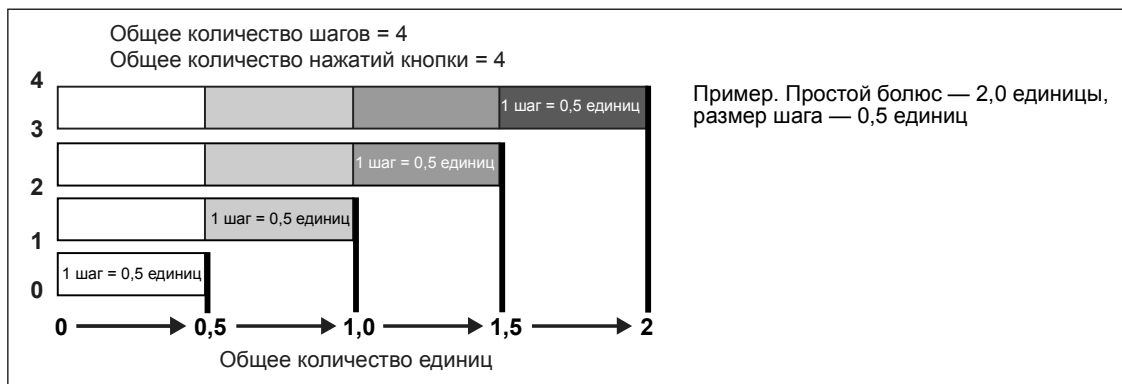 Общее количество шагов = 4
Общее количество нажатий кнопки = 4
4
1 шаг = 0,5 единиц
3
1 шаг = 0,5 единиц
2
1 шаг = 0,5 единиц
1
1 шаг = 0,5 единиц
0
0 0,5 1,0 1,5 2
Общее количество единиц
Пример. Простой болюс — 2,0 единицы,
размер шага — 0,5 единиц